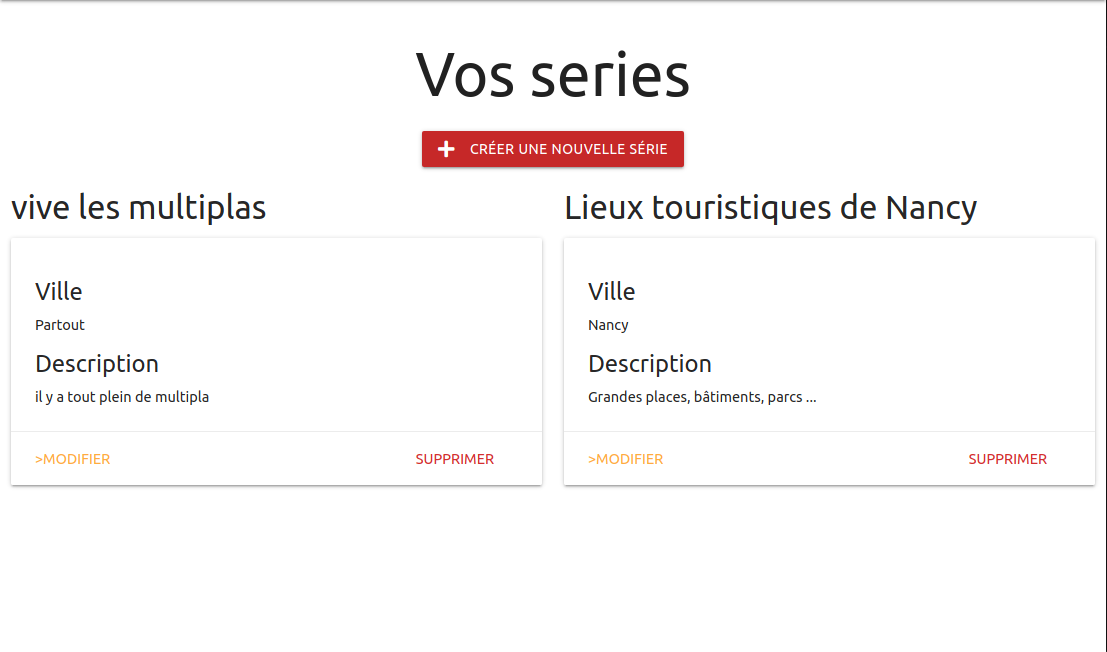 Vos series
CRÉER UNE NOUVELLE SÉRIE
vive les multiplas
Ville
Partout
Description
il y a tout plein de multipla
>MODIFIER SUPPRIMER
Lieux touristiques de Nancy
Ville
Nancy
Description
Grandes places, bâtiments, parcs ...
>MODIFIER SUPPRIMER